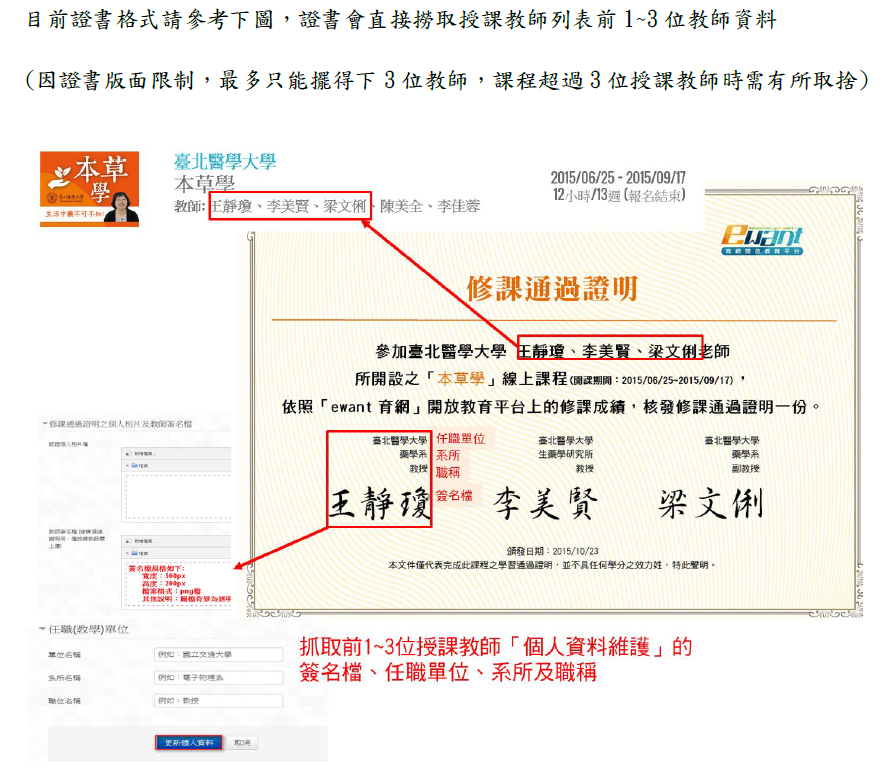 目前證書格式請參考下圖，證書會直接撈取授課教師列表前 1~3 位教師資料
(因證書版面限制，最多只能擺得下 3 位教師，課程超過 3 位授課教師時需有所取捨)
本草
學
生活中藥不可不知
臺北醫學大學
本草學
教師: 王靜瓊、李美賢、梁文俐、陳美全、李佳蓉
2015/06/25 ~ 2015/09/17
12小時/13週 (報名結束)
ewant
育網開放教育平台
修課通過證明
參加臺北醫學大學 王靜瓊、李美賢、梁文俐老師
所開設之「本草學」線上課程(開課期間：2015/06/25~2015/09/17)，
依照「ewant 育網」開放教育平台上的修課成績，核發修課通過證明一份。
臺北醫學大學 任職單位
藥學系 系所
教授 職稱
王靜瓊 簽名檔
臺北醫學大學
生藥學研究所
教授
李美賢
臺北醫學大學
藥學系
副教授
梁文俐
頒發日期：2015/10/23
本文件僅代表完成此課程之學習通過證明，並不具任何學分之效力姓，特此聲明。
修課通過證明之個人相片及教師簽名檔
簽名檔規格如下:
寬度：500px
高度：200px
檔案格式：png檔
任職(教學)單位
單位名稱
例如：國立交通大學
系所名稱
例如：電子物理系
職位名稱
例如：教授
更新個人資料
取消
抓取前1~3位授課教師「個人資料維護」的
簽名檔、任職單位、系所及職稱